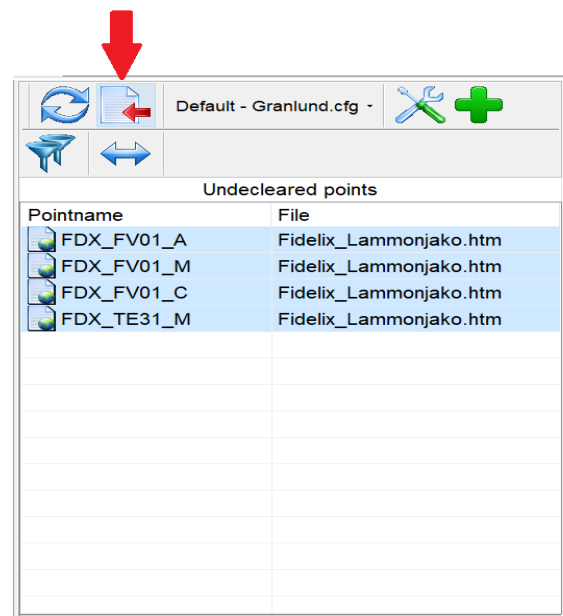 Default - Granlund.cfg
Undecleared points
Pointname File
FDX_FV01_A Fidelix_Lammonjako.htm
FDX_FV01_M Fidelix_Lammonjako.htm
FDX_FV01_C Fidelix_Lammonjako.htm
FDX_TE31_M Fidelix_Lammonjako.htm